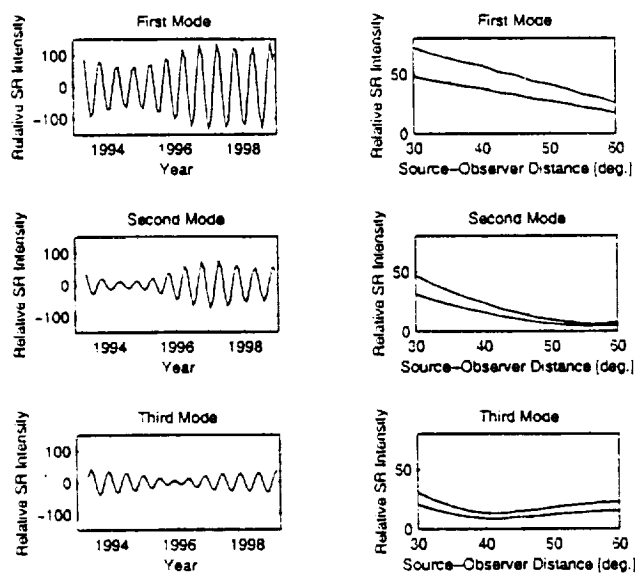 First Mode
Relative SR Intensity
100
0
-100
1994 1996 1998
Year
First Mode
Relative SR Intensity
50
0
30 40 50 60
Source-Observer Distance [deg.]
Second Mode
Relative SR Intensity
100
0
-100
1994 1996 1998
Year
Second Mode
Relative SR Intensity
50
0
30 40 50 60
Source-Observer Distance [deg.]
Third Mode
Relative SR Intensity
100
0
-100
1994 1996 1998
Year
Third Mode
Relative SR Intensity
50
0
30 40 50 60
Source-Observer Distance [deg.]